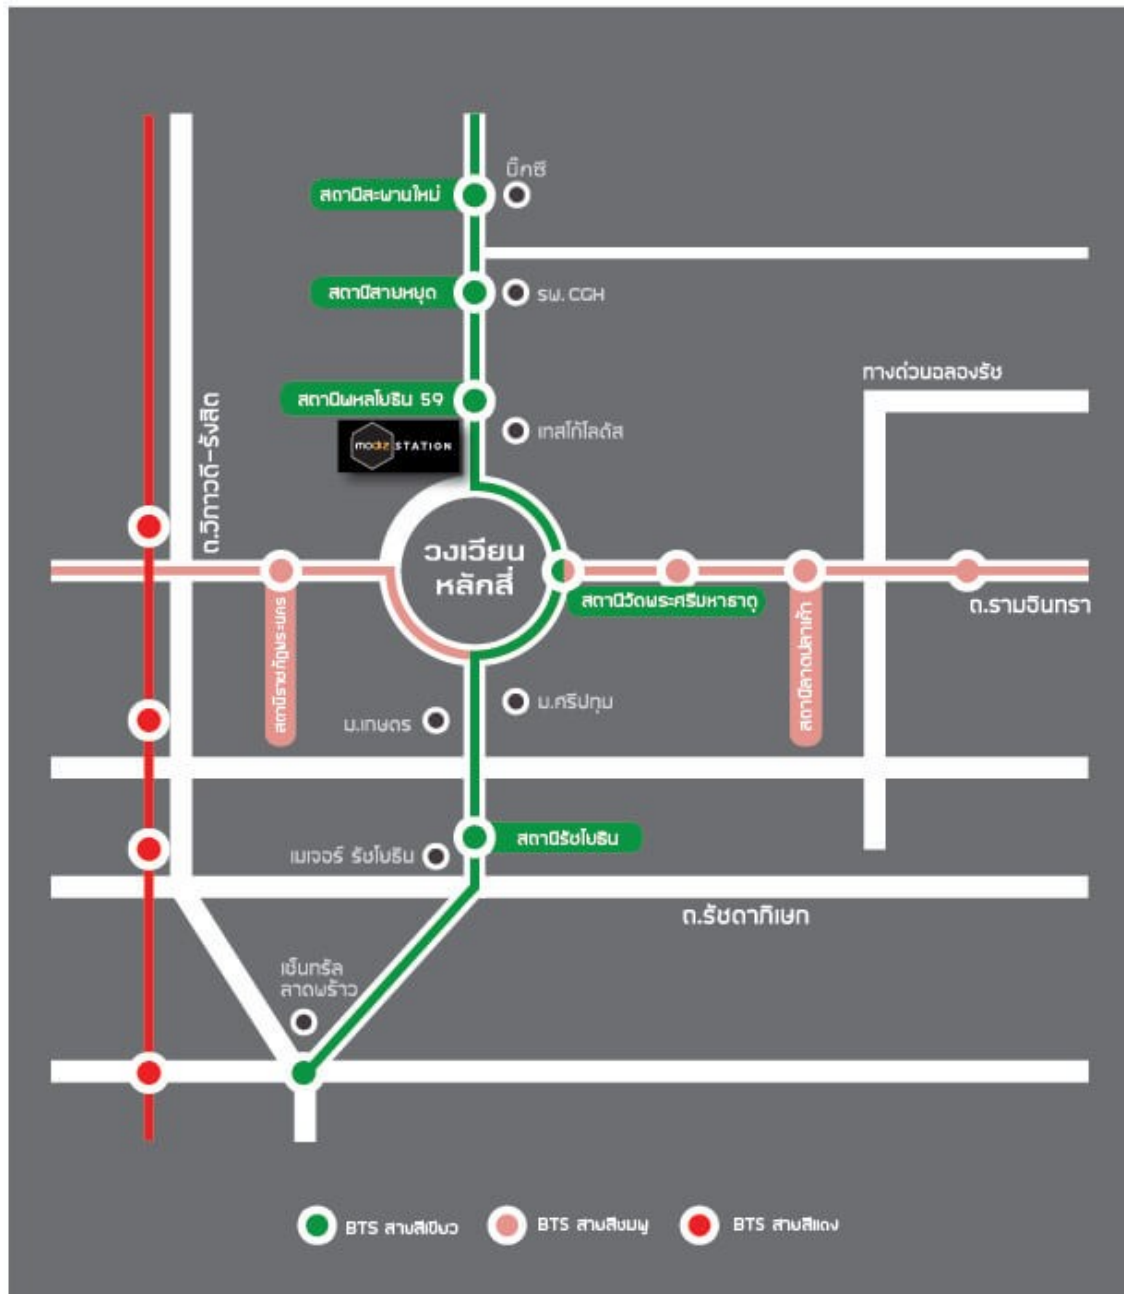 บิ๊กซี
สถานีสะพานใหม่
สถานีสายหยุด
รพ. CGH
ทางด่วนฉลองรัช
สถานีพหลโยธิน 59
เทสโก้โลตัส
modiz STATION
ถ.วิภาวดี-รังสิต
วงเวียน
หลักสี่
สถานีวัดพระศรีมหาธาตุ
ถ.รามอินทรา
สถานีราชภัฏพระนคร
สถานีลาดปลาเค้า
ม.ศรีปทุม
ม.เกษตร
สถานีรัชโยธิน
เมเจอร์ รัชโยธิน
ถ.รัชดาภิเษก
เซ็นทรัล
ลาดพร้าว
BTS สายสีเขียว
BTS สายสีชมพู
BTS สายสีแดง